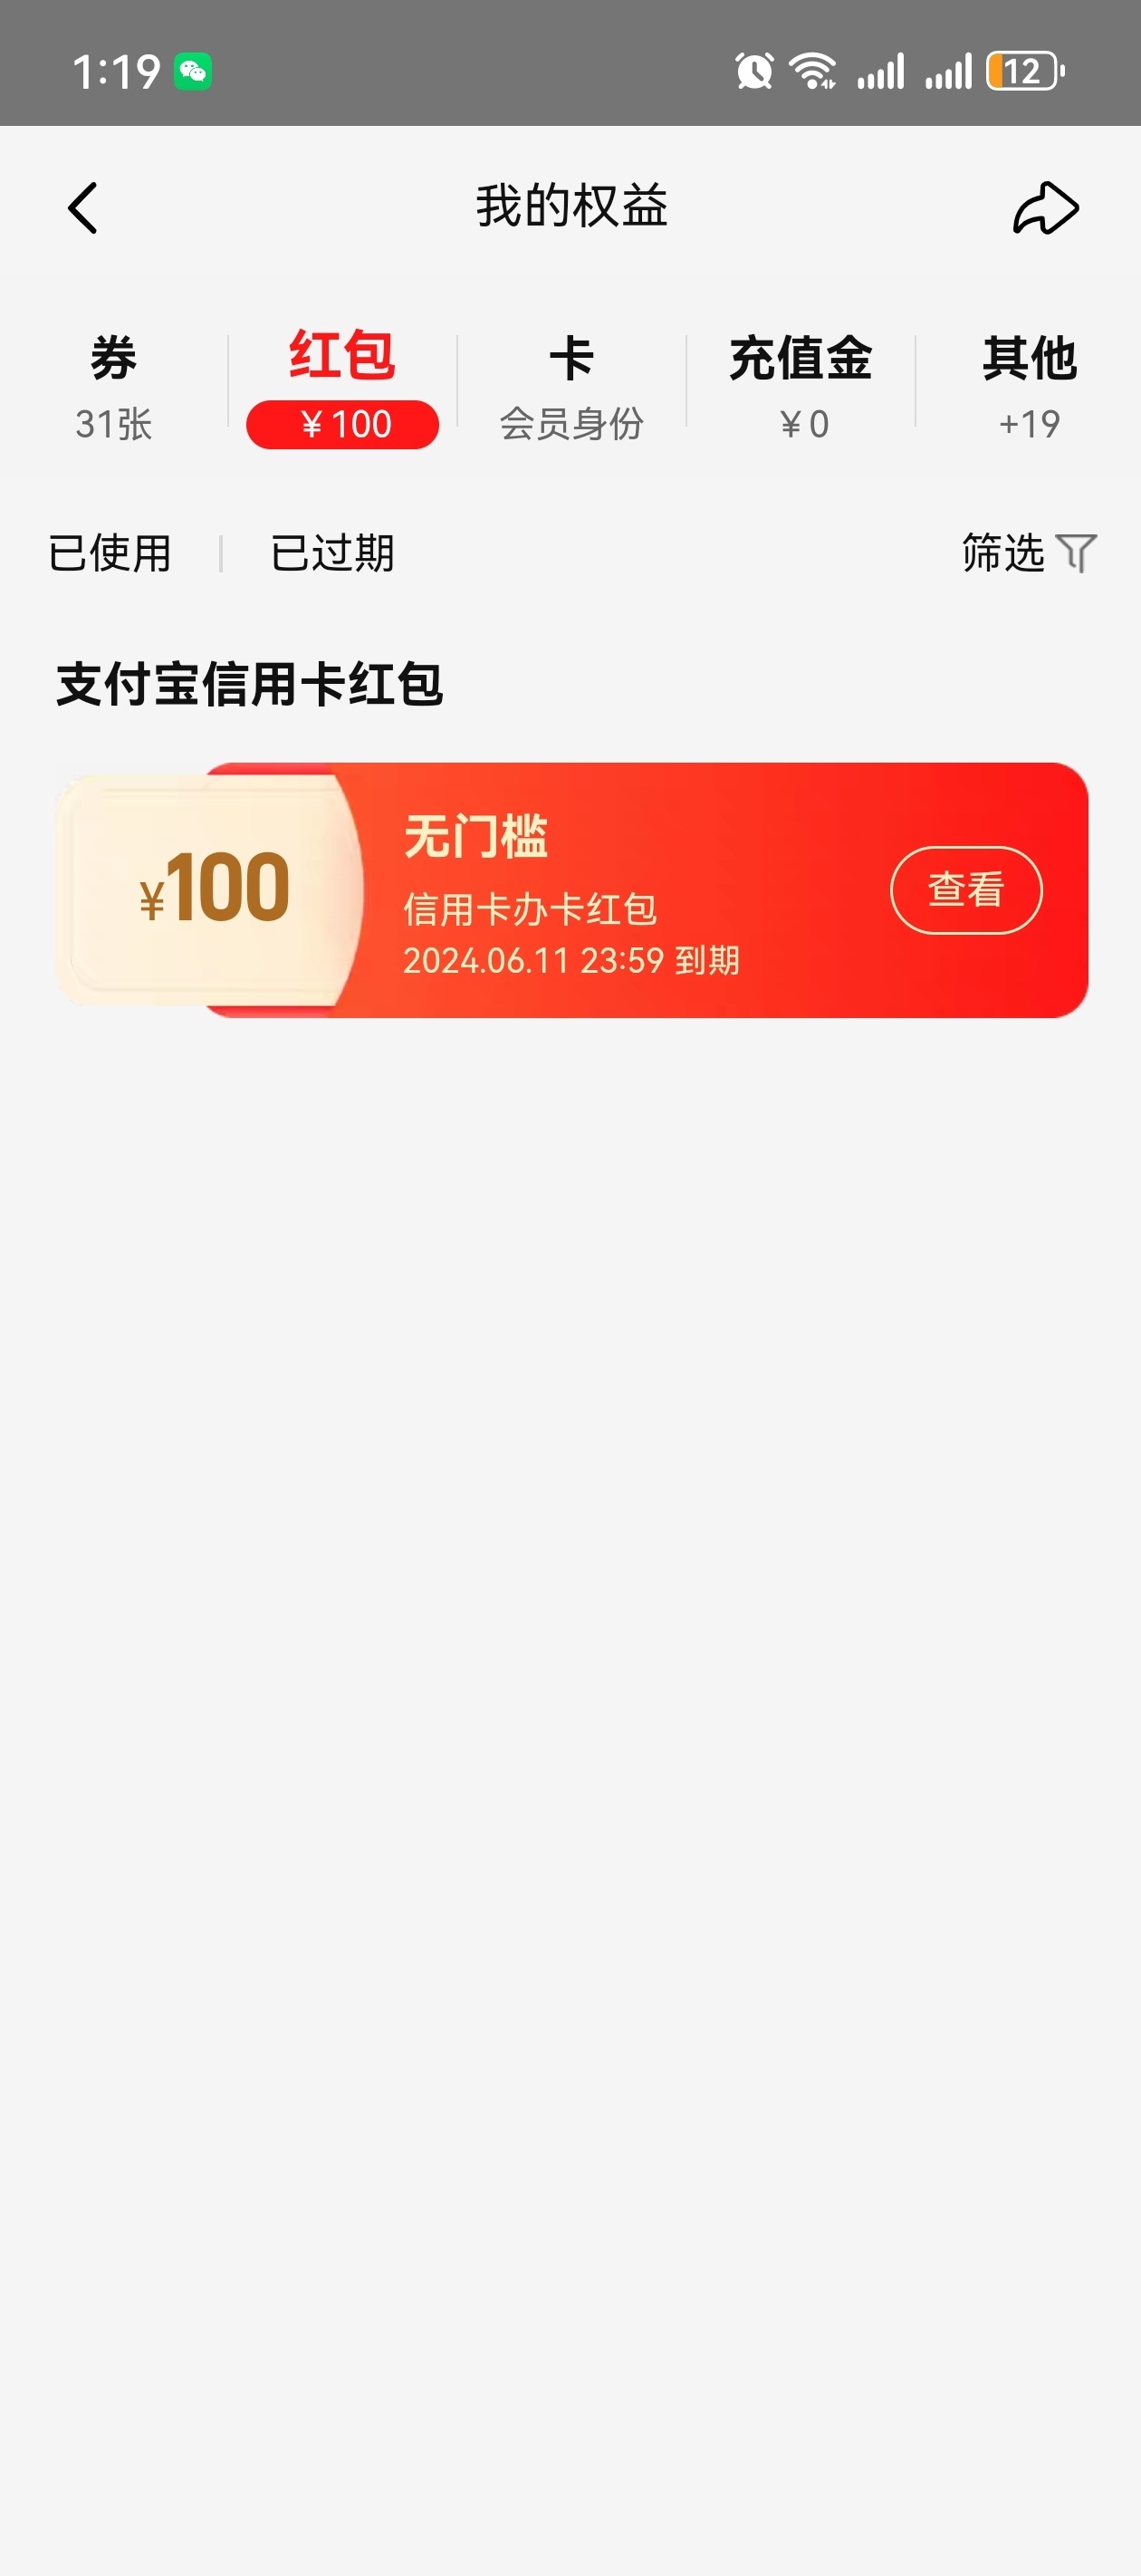 1:19
12
我的权益
券
红包
卡
充值金
其他
31张
¥100
会员身份
¥0
+19
已使用
已过期
筛选
支付宝信用卡红包
¥100
无门槛
信用卡办卡红包
2024.06.11 23:59 到期
查看